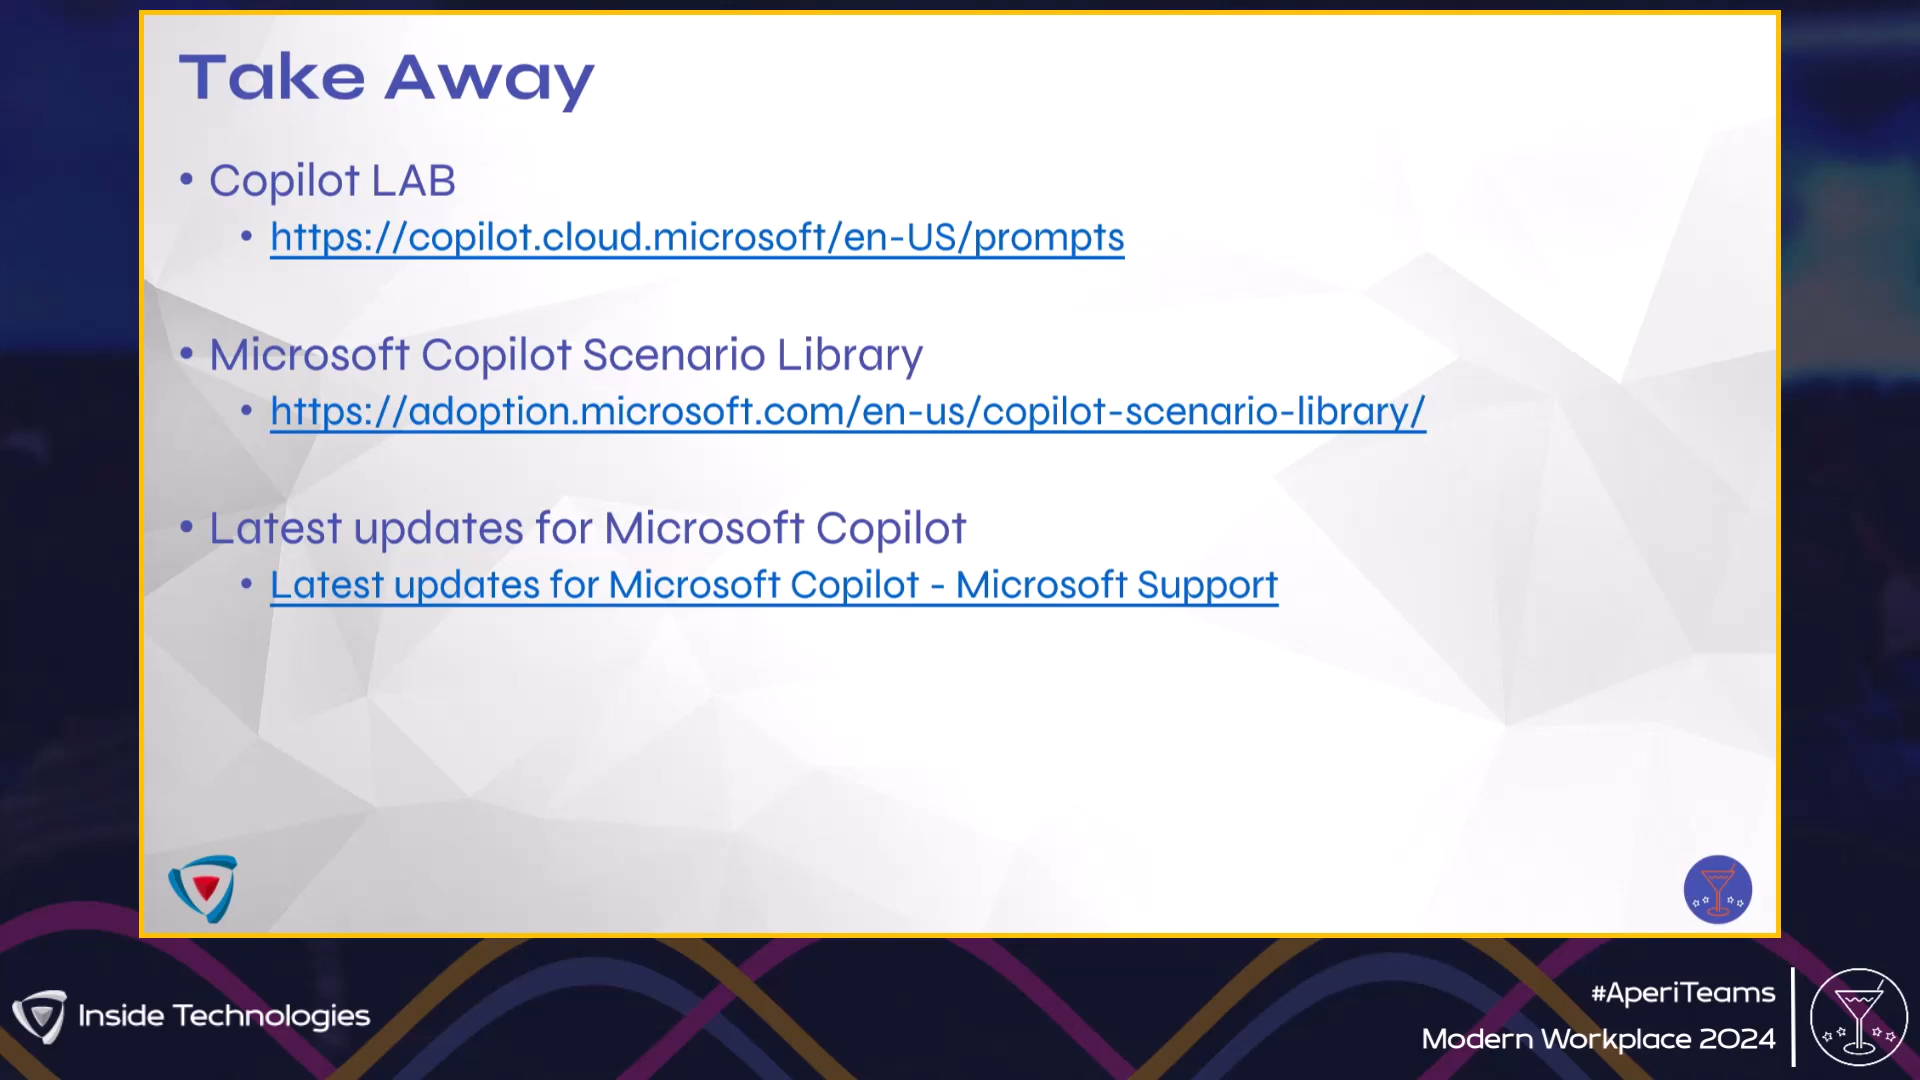 Take Away
• Copilot LAB
• https://copilot.cloud.microsoft/en-US/prompts
• Microsoft Copilot Scenario Library
• https://adoption.microsoft.com/en-us/copilot-scenario-library/
• Latest updates for Microsoft Copilot
• Latest updates for Microsoft Copilot - Microsoft Support
Inside Technologies
#AperiTeams
Modern Workplace 2024